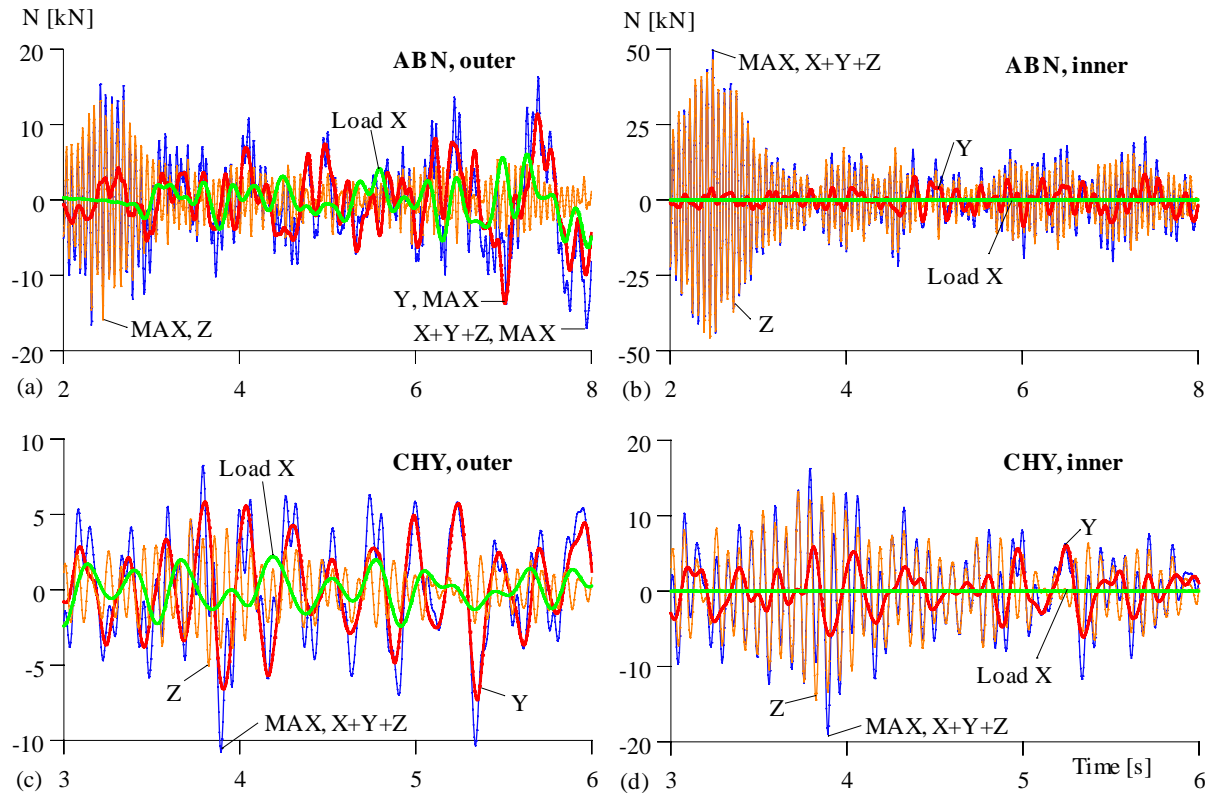 N [kN]
20
10
0
-10
-20
2
4
6
8
(a)
ABN, outer
Load X
MAX, Z
Y, MAX
X+Y+Z, MAX
N [kN]
50
25
0
-25
-50
2
4
6
8
(b)
MAX, X+Y+Z
ABN, inner
Y
Load X
Z
10
5
0
-5
-10
3
4
5
6
(c)
CHY, outer
Load X
Z
Y
MAX, X+Y+Z
20
10
0
-10
-20
3
4
5
6
(d)
CHY, inner
Y
Load X
Z
MAX, X+Y+Z
Time [s]